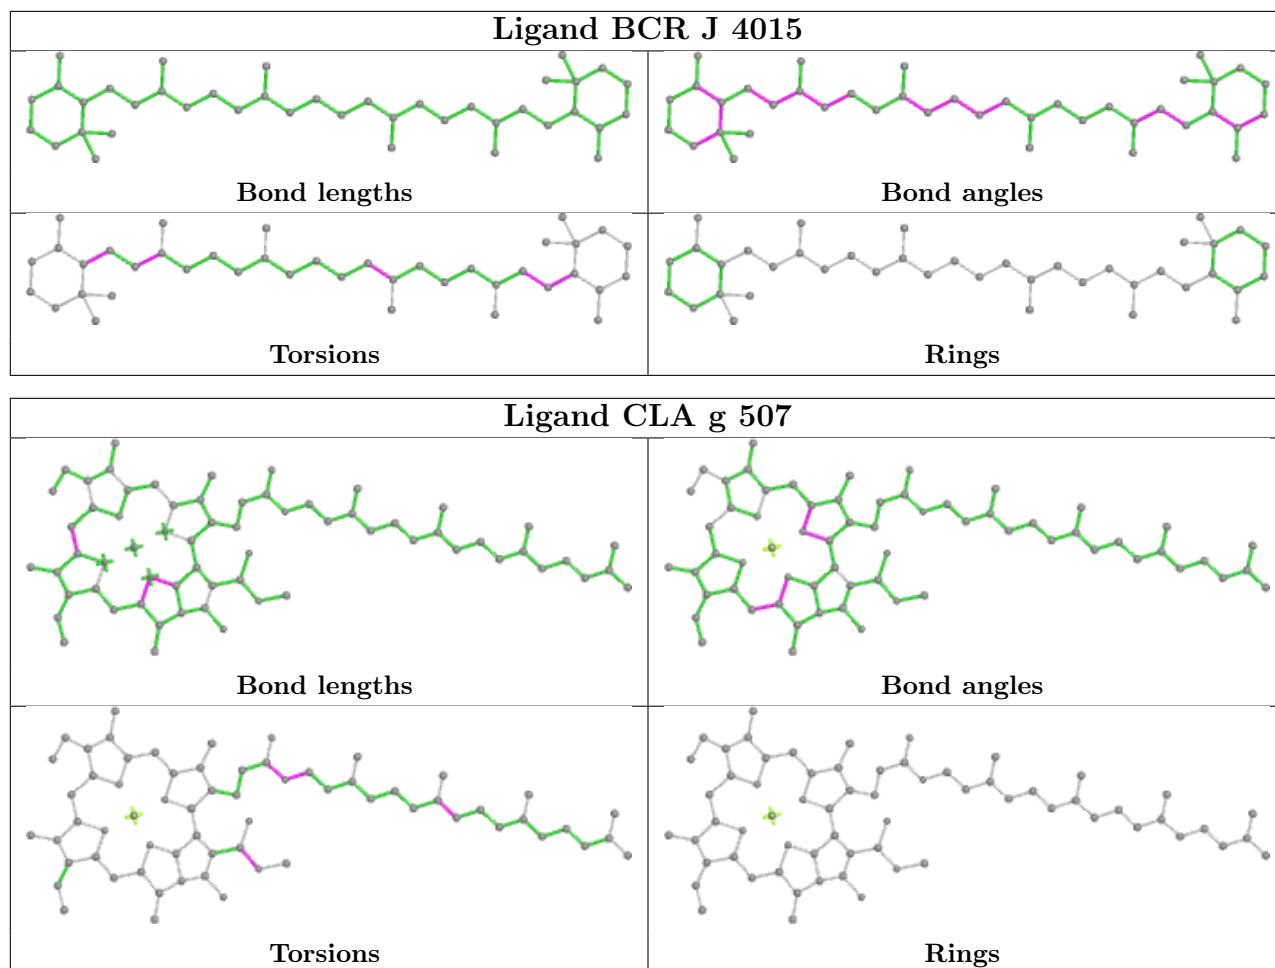 Ligand BCR J 4015
Bond lengths
Bond angles
Torsions
Rings
Ligand CLA g 507
Bond lengths
Bond angles
Torsions
Rings